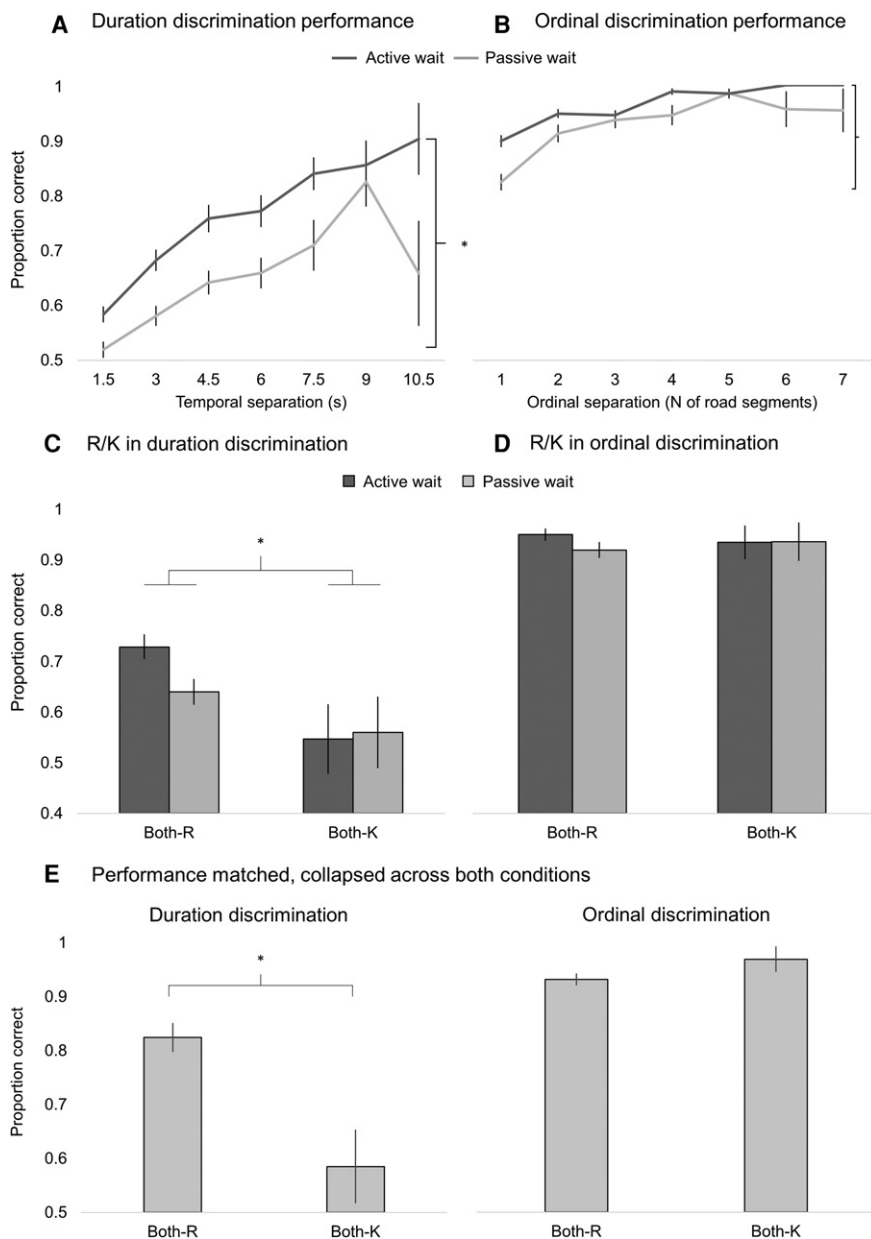 A Duration discrimination performance
B Ordinal discrimination performance
Active wait Passive wait
Proportion correct
1
0.9
0.8
0.7
0.6
0.5
*
1.5 3 4.5 6 7.5 9 10.5
Temporal separation (s)
1 2 3 4 5 6 7
Ordinal separation (N of road segments)
C R/K in duration discrimination
D R/K in ordinal discrimination
Active wait Passive wait
Proportion correct
1
0.9
0.8
0.7
0.6
0.5
0.4
*
Both-R Both-K
Both-R Both-K
E Performance matched, collapsed across both conditions
Duration discrimination
Ordinal discrimination
Proportion correct
1
0.9
0.8
0.7
0.6
0.5
*
Both-R Both-K
Both-R Both-K